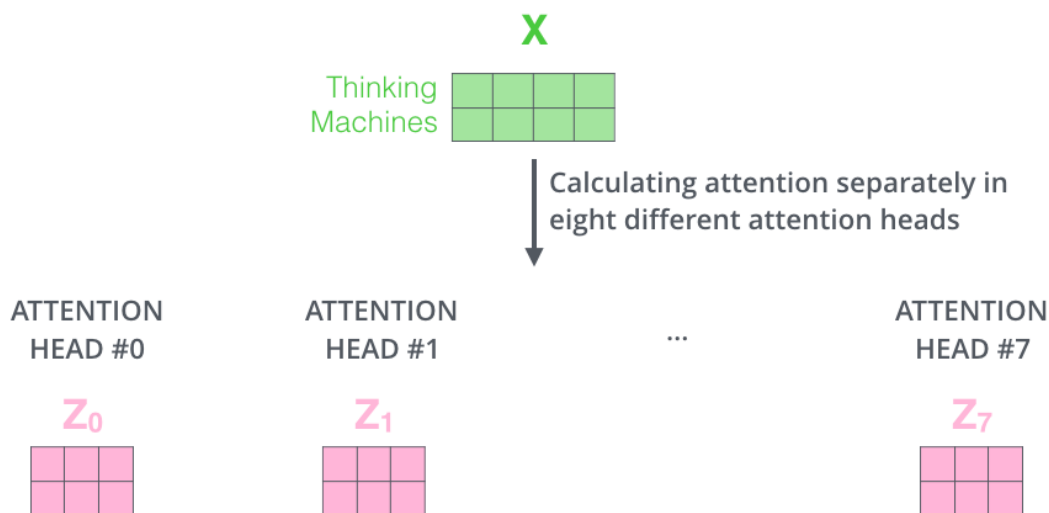 X
Thinking
Machines
Calculating attention separately in
eight different attention heads
ATTENTION
HEAD #0
ATTENTION
HEAD #1
...
ATTENTION
HEAD #7
Z₀
Z₁
Z₇